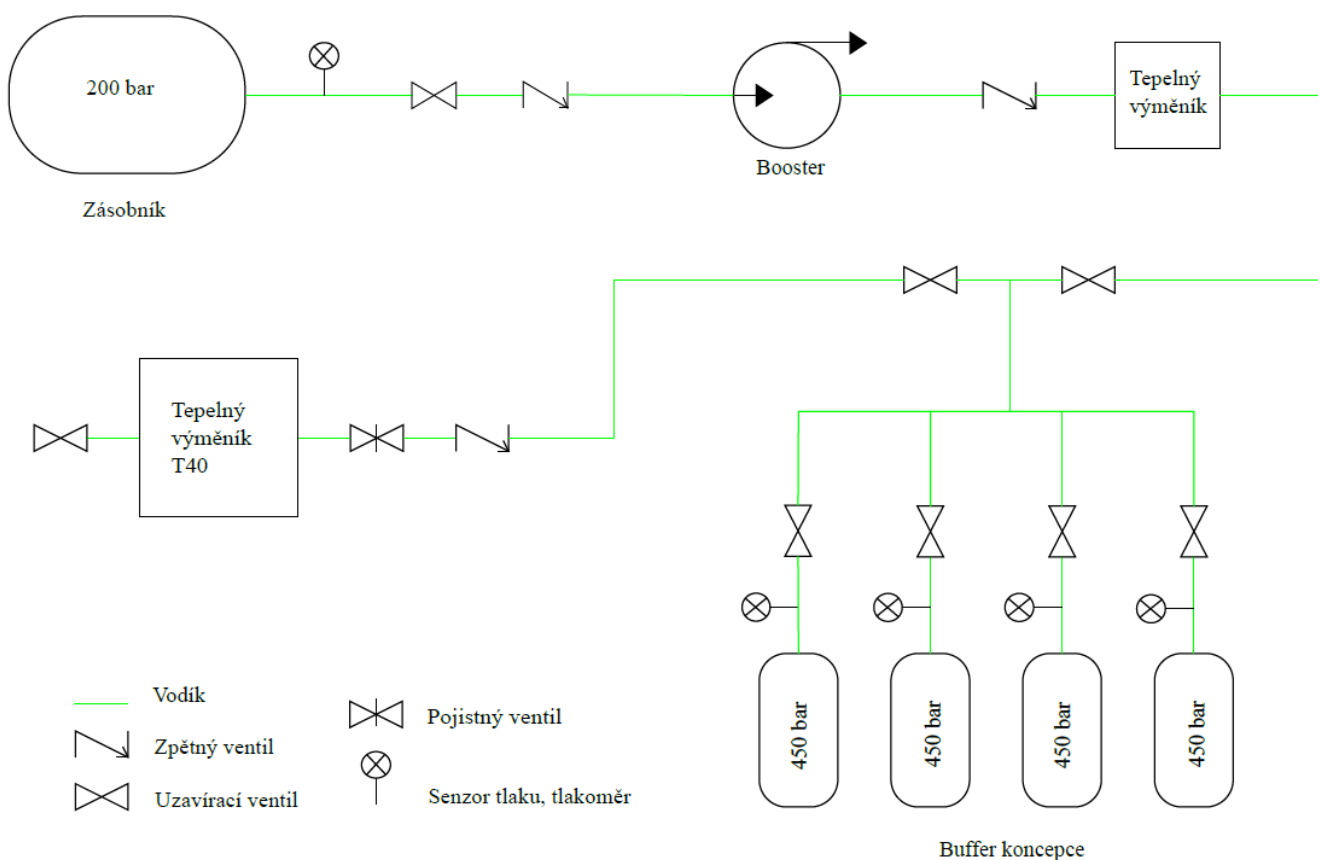 200 bar
Zásobník
Booster
Tepelný
výměník
Tepelný
výměník
T40
450 bar
450 bar
450 bar
450 bar
Buffer koncepce
Vodík
Zpětný ventil
Uzavírací ventil
Pojistný ventil
Senzor tlaku, tlakoměr